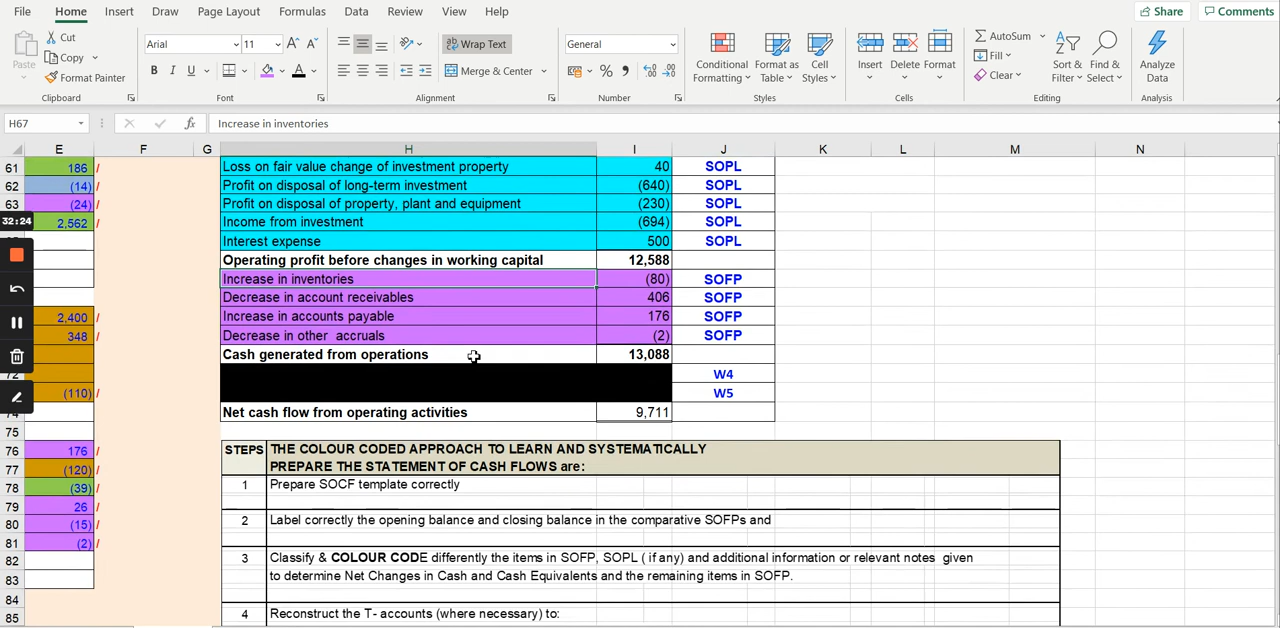 File Home Insert Draw Page Layout Formulas Data Review View Help Share Comments
Cut Arial 11 Wrap Text General AutoSum
Copy
Paste Format Painter B I U Merge & Center Conditional Formatting Format as Table Cell Styles Insert Delete Format Fill Clear Sort & Filter Find & Select Analyze Data
Clipboard Font Alignment Number Styles Cells Editing Analysis
H67 fx Increase in inventories
E F G H I J K L M N
61 186 / Loss on fair value change of investment property 40 SOPL
62 (14) / Profit on disposal of long-term investment (640) SOPL
63 (24) / Profit on disposal of property, plant and equipment (230) SOPL
32:24 2,562 / Income from investment (694) SOPL
Interest expense 500 SOPL
Operating profit before changes in working capital 12,588
Increase in inventories (80) SOFP
Decrease in account receivables 406 SOFP
2,400 / Increase in accounts payable 176 SOFP
348 / Decrease in other accruals (2) SOFP
Cash generated from operations 13,088
W4
(110) / W5
Net cash flow from operating activities 9,711
75
76 176 / STEPS THE COLOUR CODED APPROACH TO LEARN AND SYSTEMATICALLY
77 (120) / PREPARE THE STATEMENT OF CASH FLOWS are:
78 (39) / 1 Prepare SOCF template correctly
79 26 /
80 (15) / 2 Label correctly the opening balance and closing balance in the comparative SOFPs and
81 (2) /
82 3 Classify & COLOUR CODE differently the items in SOFP, SOPL ( if any) and additional information or relevant notes given
83 to determine Net Changes in Cash and Cash Equivalents and the remaining items in SOFP.
84
85 4 Reconstruct the T- accounts (where necessary) to: